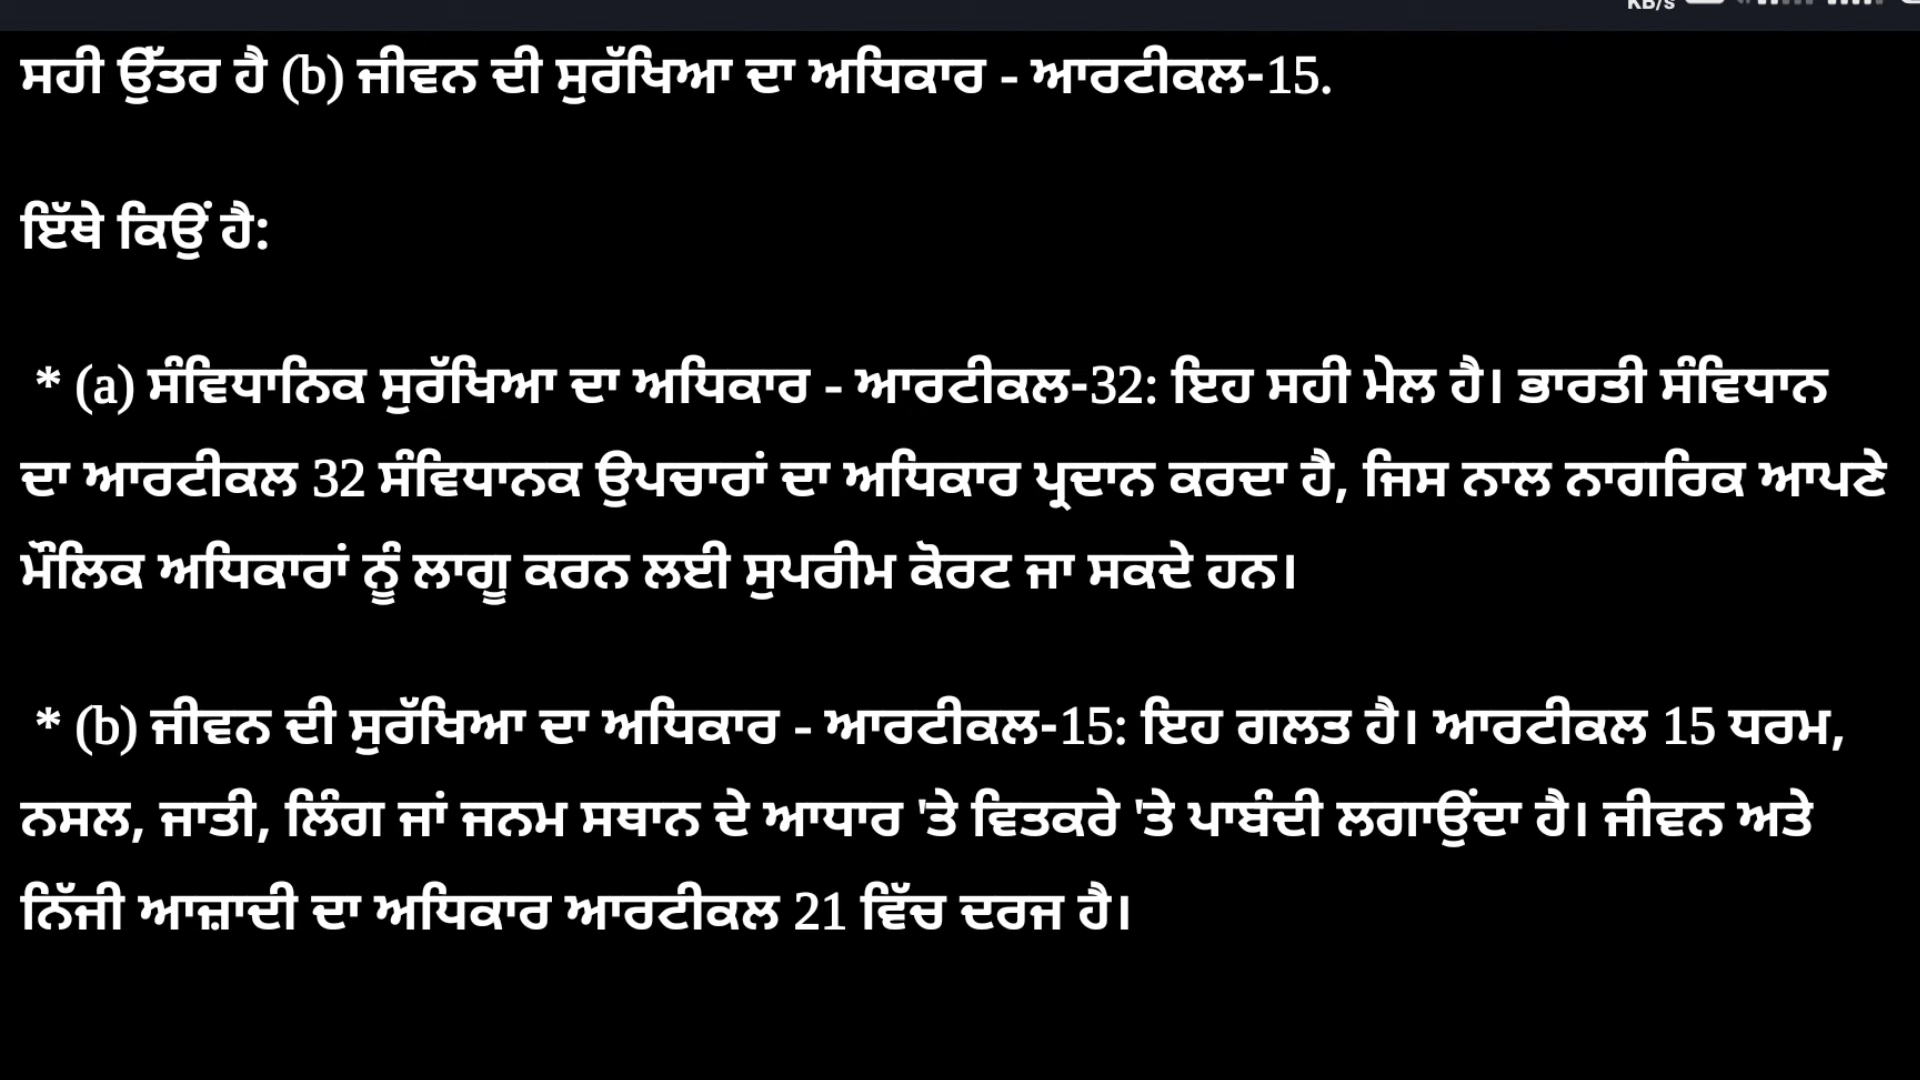 KB/s
ਸਹੀ ਉੱਤਰ ਹੈ (b) ਜੀਵਨ ਦੀ ਸੁਰੱਖਿਆ ਦਾ ਅਧਿਕਾਰ - ਆਰਟੀਕਲ-15.
ਇੱਥੇ ਕਿਉਂ ਹੈ:
* (a) ਸੰਵਿਧਾਨਿਕ ਸੁਰੱਖਿਆ ਦਾ ਅਧਿਕਾਰ - ਆਰਟੀਕਲ-32: ਇਹ ਸਹੀ ਮੇਲ ਹੈ। ਭਾਰਤੀ ਸੰਵਿਧਾਨ
ਦਾ ਆਰਟੀਕਲ 32 ਸੰਵਿਧਾਨਕ ਉਪਚਾਰਾਂ ਦਾ ਅਧਿਕਾਰ ਪ੍ਰਦਾਨ ਕਰਦਾ ਹੈ, ਜਿਸ ਨਾਲ ਨਾਗਰਿਕ ਆਪਣੇ
ਮੌਲਿਕ ਅਧਿਕਾਰਾਂ ਨੂੰ ਲਾਗੂ ਕਰਨ ਲਈ ਸੁਪਰੀਮ ਕੋਰਟ ਜਾ ਸਕਦੇ ਹਨ।
* (b) ਜੀਵਨ ਦੀ ਸੁਰੱਖਿਆ ਦਾ ਅਧਿਕਾਰ - ਆਰਟੀਕਲ-15: ਇਹ ਗਲਤ ਹੈ। ਆਰਟੀਕਲ 15 ਧਰਮ,
ਨਸਲ, ਜਾਤੀ, ਲਿੰਗ ਜਾਂ ਜਨਮ ਸਥਾਨ ਦੇ ਆਧਾਰ 'ਤੇ ਵਿਤਕਰੇ 'ਤੇ ਪਾਬੰਦੀ ਲਗਾਉਂਦਾ ਹੈ। ਜੀਵਨ ਅਤੇ
ਨਿੱਜੀ ਆਜ਼ਾਦੀ ਦਾ ਅਧਿਕਾਰ ਆਰਟੀਕਲ 21 ਵਿੱਚ ਦਰਜ ਹੈ।